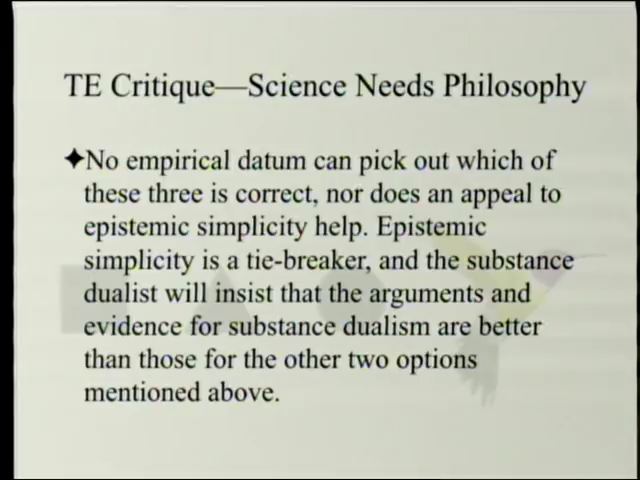 TE Critique—Science Needs Philosophy
✦No empirical datum can pick out which of
these three is correct, nor does an appeal to
epistemic simplicity help. Epistemic
simplicity is a tie-breaker, and the substance
dualist will insist that the arguments and
evidence for substance dualism are better
than those for the other two options
mentioned above.